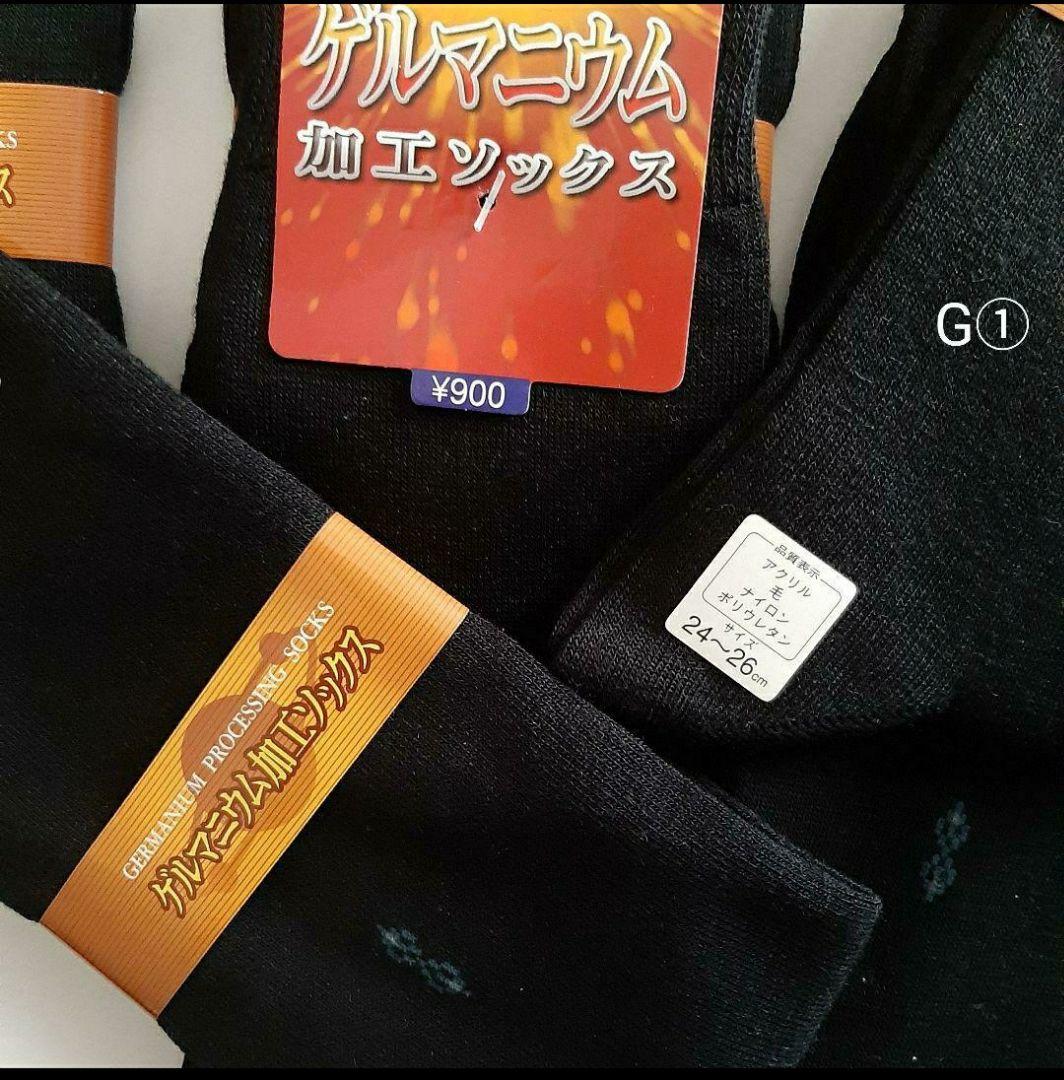 ゲルマニウム
加工ソックス
¥900
G①
KS
ス
GERMANIUM PROCESSING SOCKS
ゲルマニウム加工ソックス
品質表示
アクリル
毛
ナイロン
ポリウレタン
サイズ
24〜26cm